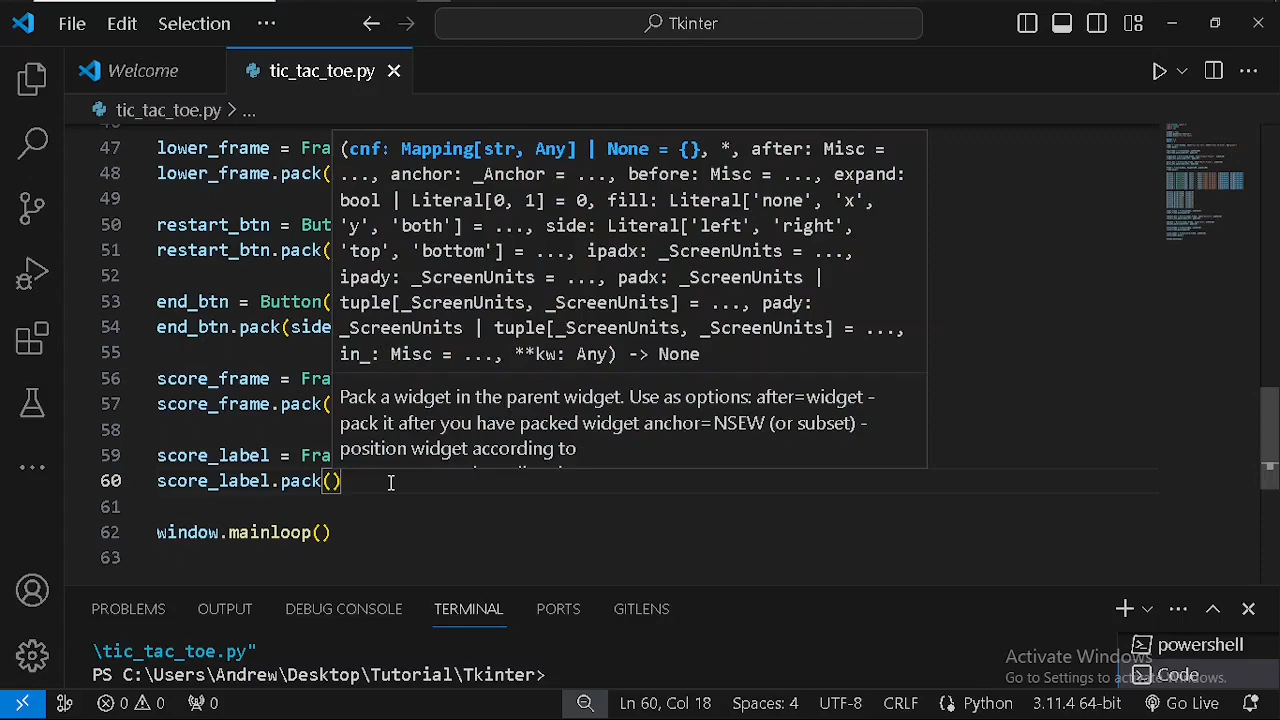 File Edit Selection ··· Tkinter
Welcome tic_tac_toe.py
tic_tac_toe.py > ...
47 lower_frame = Fra
48 lower_frame.pack(
49
50 restart_btn = But
51 restart_btn.pack(
52
53 end_btn = Button(
54 end_btn.pack(side
55
56 score_frame = Fra
57 score_frame.pack(
58
59 score_label = Fra
60 score_label.pack()
61
62 window.mainloop()
63
(cnf: Mapping[str, Any] | None = {}, *, after: Misc =
..., anchor: _Anchor = ..., before: Misc = ..., expand:
bool | Literal[0, 1] = 0, fill: Literal['none', 'x',
'y', 'both'] = ..., side: Literal['left', 'right',
'top', 'bottom'] = ..., ipadx: _ScreenUnits = ...,
ipady: _ScreenUnits = ..., padx: _ScreenUnits |
tuple[_ScreenUnits, _ScreenUnits] = ..., pady:
_ScreenUnits | tuple[_ScreenUnits, _ScreenUnits] = ...,
in_: Misc = ..., **kw: Any) -> None
Pack a widget in the parent widget. Use as options: after=widget -
pack it after you have packed widget anchor=NSEW (or subset) -
position widget according to
PROBLEMS OUTPUT DEBUG CONSOLE TERMINAL PORTS GITLENS
\tic_tac_toe.py"
PS C:\Users\Andrew\Desktop\Tutorial\Tkinter>
powershell
Code
Activate Windows
Go to Settings to activate Windows.
0 0 0 Ln 60, Col 18 Spaces: 4 UTF-8 CRLF Python 3.11.4 64-bit Go Live